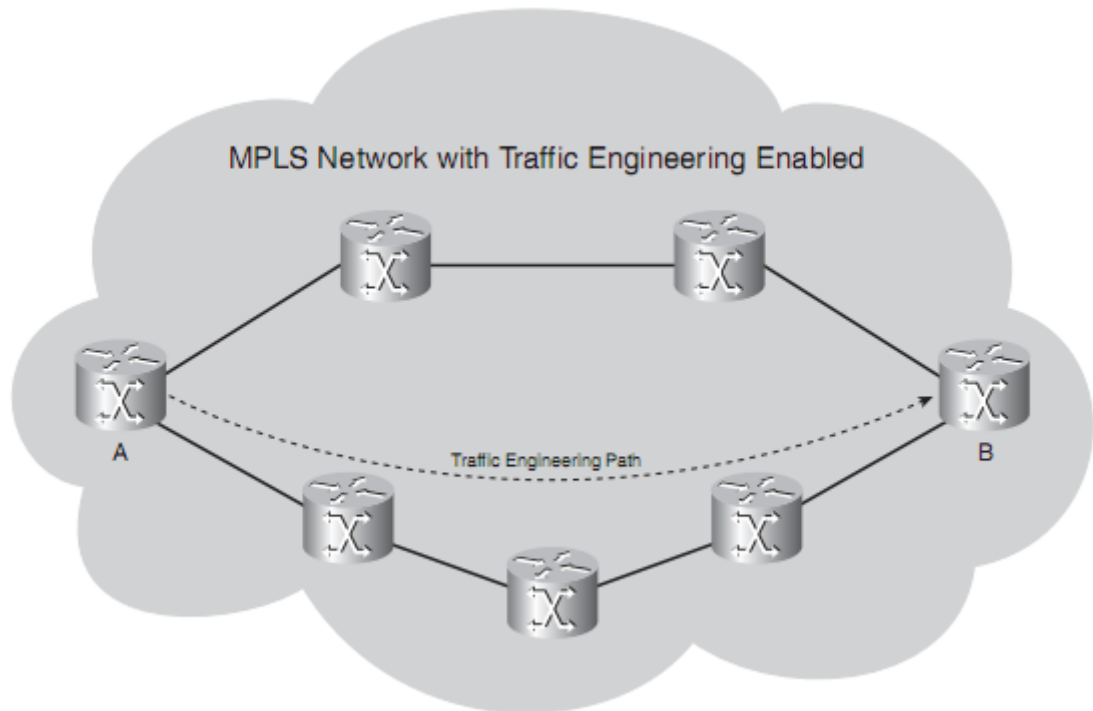 MPLS Network with Traffic Engineering Enabled
A
B
Traffic Engineering Path